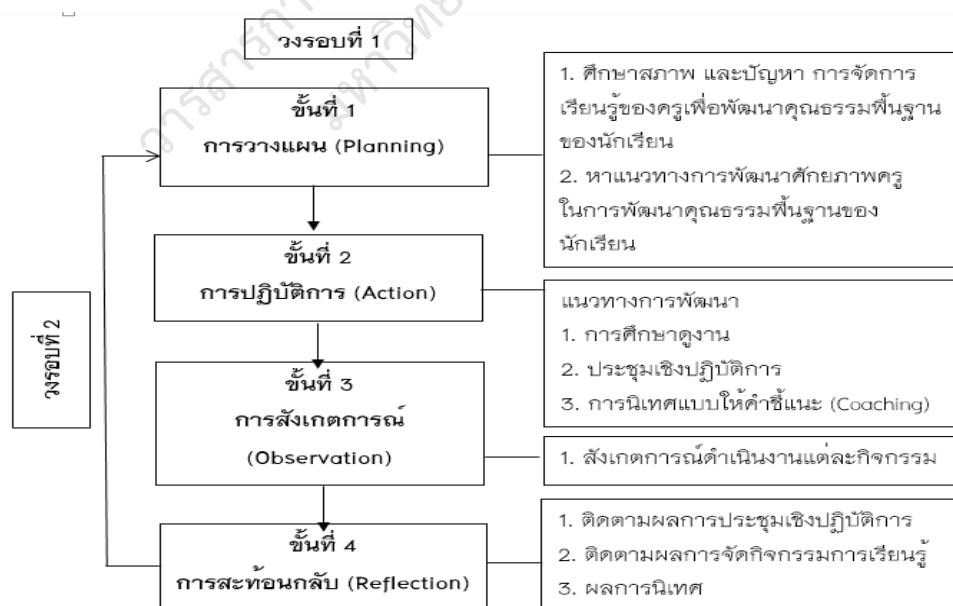 วารสารกา
มหาวิทย
วงรอบที่ 1
ขั้นที่ 1
การวางแผน (Planning)
1. ศึกษาสภาพ และปัญหา การจัดการ
เรียนรู้ของครูเพื่อพัฒนาคุณธรรมพื้นฐาน
ของนักเรียน
2. หาแนวทางการพัฒนาศักยภาพครู
ในการพัฒนาคุณธรรมพื้นฐานของ
นักเรียน
ขั้นที่ 2
การปฏิบัติการ (Action)
แนวทางการพัฒนา
1. การศึกษาดูงาน
2. ประชุมเชิงปฏิบัติการ
3. การนิเทศแบบให้คำชี้แนะ (Coaching)
วงรอบที่ 2
ขั้นที่ 3
การสังเกตการณ์
(Observation)
1. สังเกตการณ์ดำเนินงานแต่ละกิจกรรม
ขั้นที่ 4
การสะท้อนกลับ (Reflection)
1. ติดตามผลการประชุมเชิงปฏิบัติการ
2. ติดตามผลการจัดกิจกรรมการเรียนรู้
3. ผลการนิเทศ